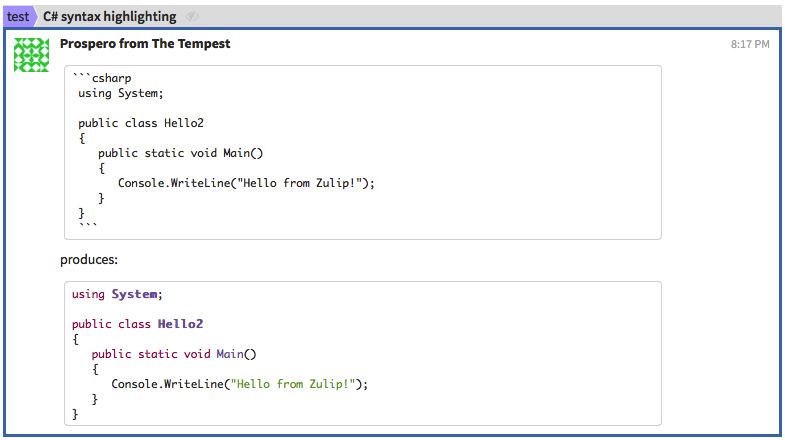 test C# syntax highlighting
Prospero from The Tempest 8:17 PM
```csharp
using System;
public class Hello2
{
public static void Main()
{
Console.WriteLine("Hello from Zulip!");
}
}
```
produces:
using System;
public class Hello2
{
public static void Main()
{
Console.WriteLine("Hello from Zulip!");
}
}